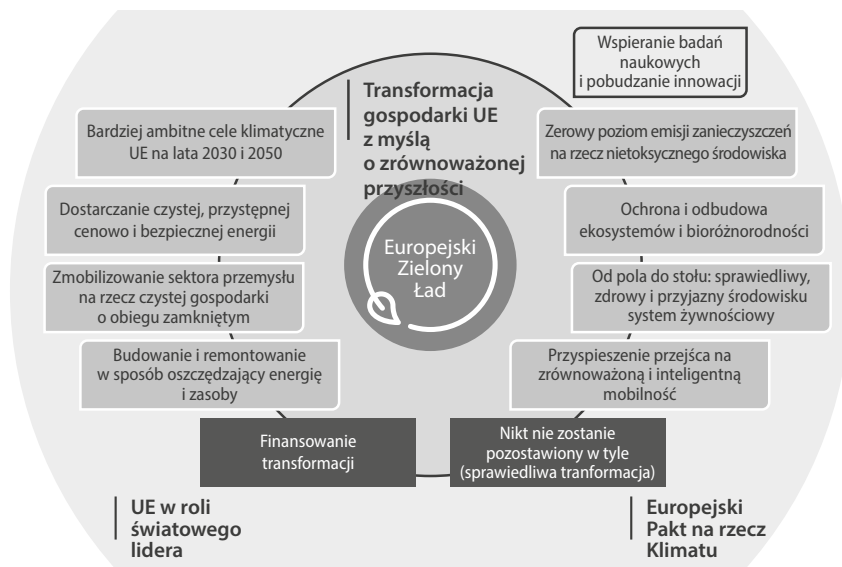 Wspieranie badań
naukowych
i pobudzanie innowacji
Transformacja
gospodarki UE
z myślą
o zrównoważonej
przyszłości
Bardziej ambitne cele klimatyczne
UE na lata 2030 i 2050
Zerowy poziom emisji zanieczyszczeń
na rzecz nietoksycznego środowiska
Dostarczanie czystej, przystępnej
cenowo i bezpiecznej energii
Ochrona i odbudowa
ekosystemów i bioróżnorodności
Europejski
Zielony
Ład
Zmobilizowanie sektora przemysłu
na rzecz czystej gospodarki
o obiegu zamkniętym
Od pola do stołu: sprawiedliwy,
zdrowy i przyjazny środowisku
system żywnościowy
Budowanie i remontowanie
w sposób oszczędzający energię
i zasoby
Przyspieszenie przejśca na
zrównoważoną i inteligentną
mobilność
Finansowanie
transformacji
Nikt nie zostanie
pozostawiony w tyle
(sprawiedliwa tranformacja)
UE w roli
światowego
lidera
Europejski
Pakt na rzecz
Klimatu